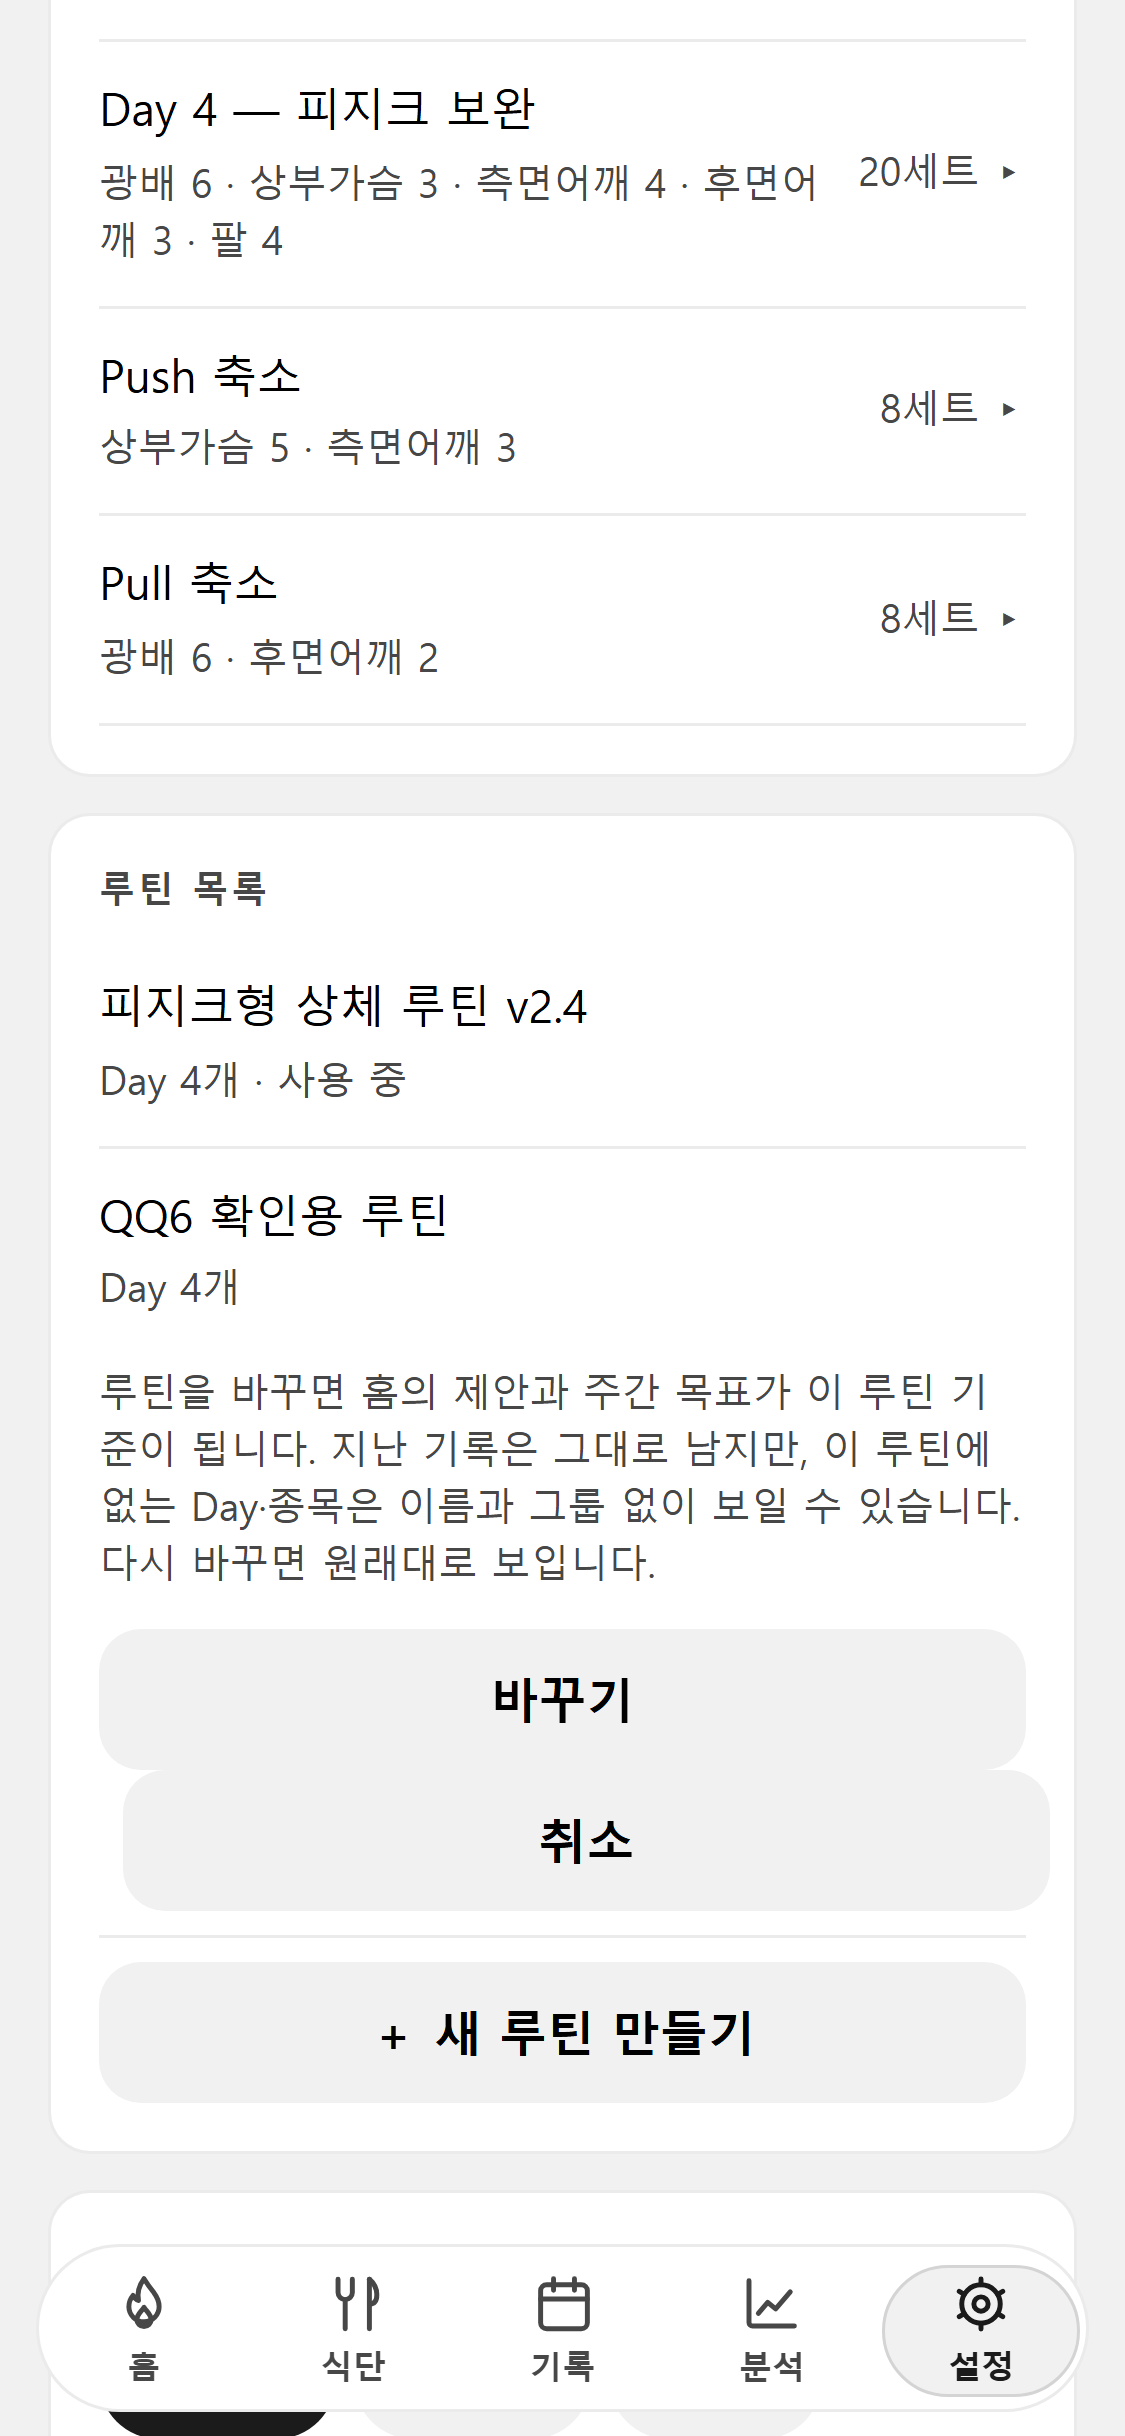 Day 4 — 피지크 보완
광배 6 · 상부가슴 3 · 측면어깨 4 · 후면어
깨 3 · 팔 4
20세트 ▸
Push 축소
상부가슴 5 · 측면어깨 3
8세트 ▸
Pull 축소
광배 6 · 후면어깨 2
8세트 ▸
루틴 목록
피지크형 상체 루틴 v2.4
Day 4개 · 사용 중
QQ6 확인용 루틴
Day 4개
루틴을 바꾸면 홈의 제안과 주간 목표가 이 루틴 기
준이 됩니다. 지난 기록은 그대로 남지만, 이 루틴에
없는 Day·종목은 이름과 그룹 없이 보일 수 있습니다.
다시 바꾸면 원래대로 보입니다.
바꾸기
취소
+ 새 루틴 만들기
홈
식단
기록
분석
설정